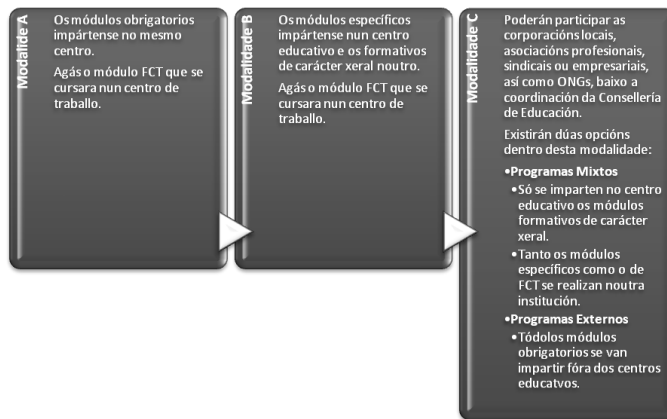 Modalide A
Os módulos obrigatorios
impártense no mesmo
centro.
Agás o módulo FCT que se
cursara nun centro de
traballo.
Modalidade B
Os módulos específicos
impártense nun centro
educativo e os formativos
de carácter xeral noutro.
Agás o módulo FCT que se
cursara nun centro de
traballo.
Modalidade C
Poderán participar as
corporacións locais,
asociacións profesionais,
sindicais ou empresariais,
así como ONGs, baixo a
coordinación da Consellería
de Educación.
Existirán dúas opcións
dentro desta modalidade:
•Programas Mixtos
•Só se imparten no centro
educativo os módulos
formativos de carácter
xeral.
•Tanto os módulos
específicos como o de
FCT se realizan noutra
institución.
•Programas Externos
•Tódolos módulos
obrigatorios se van
impartir fóra dos centros
educatvos.